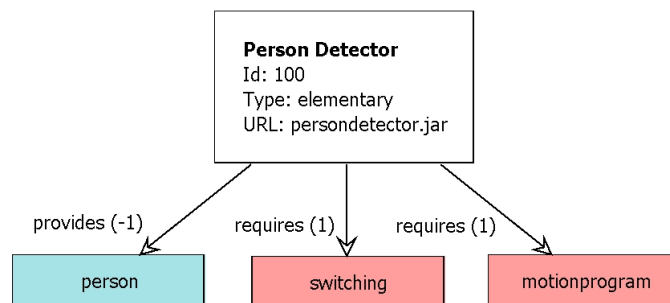 Person Detector
Id: 100
Type: elementary
URL: persondetector.jar
provides (-1)
requires (1)
requires (1)
person
switching
motionprogram